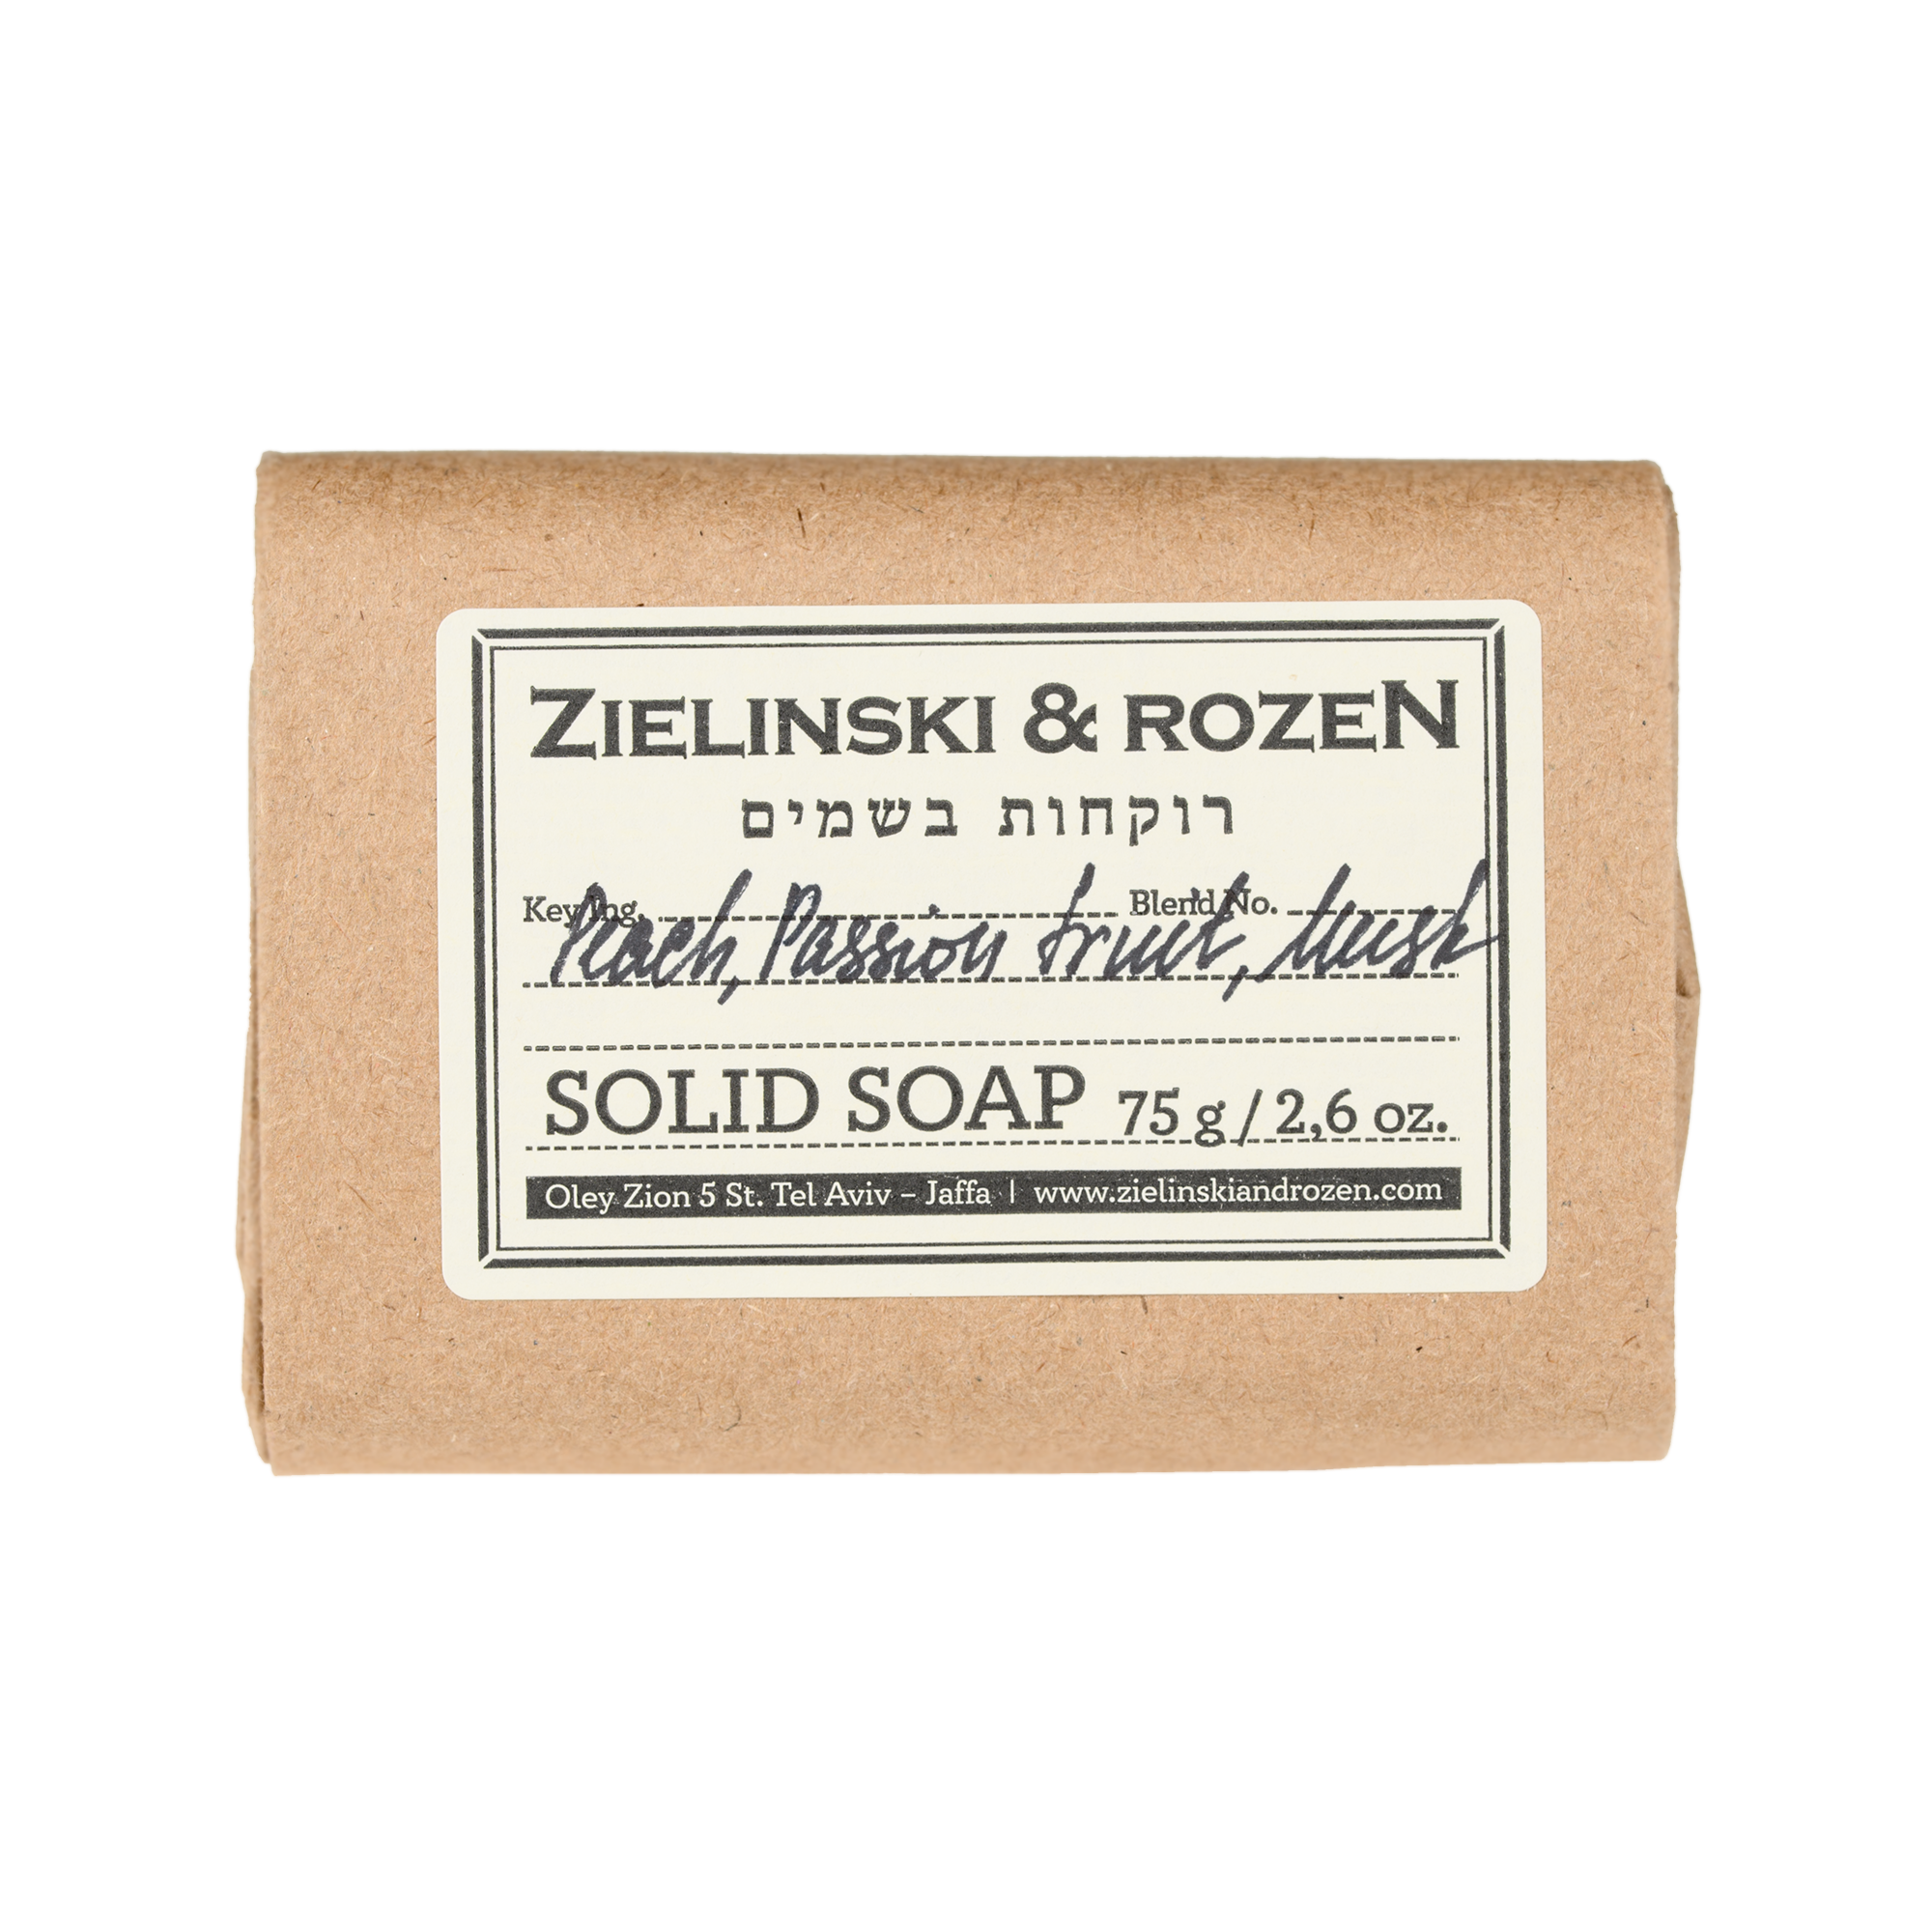 ZIELINSKI & ROZEN
רוקחות בשמים
Key Ing. Blend No.
Peach, Passion fruit, Musk
SOLID SOAP 75 g / 2,6 oz.
Oley Zion 5 St. Tel Aviv – Jaffa | www.zielinskiandrozen.com